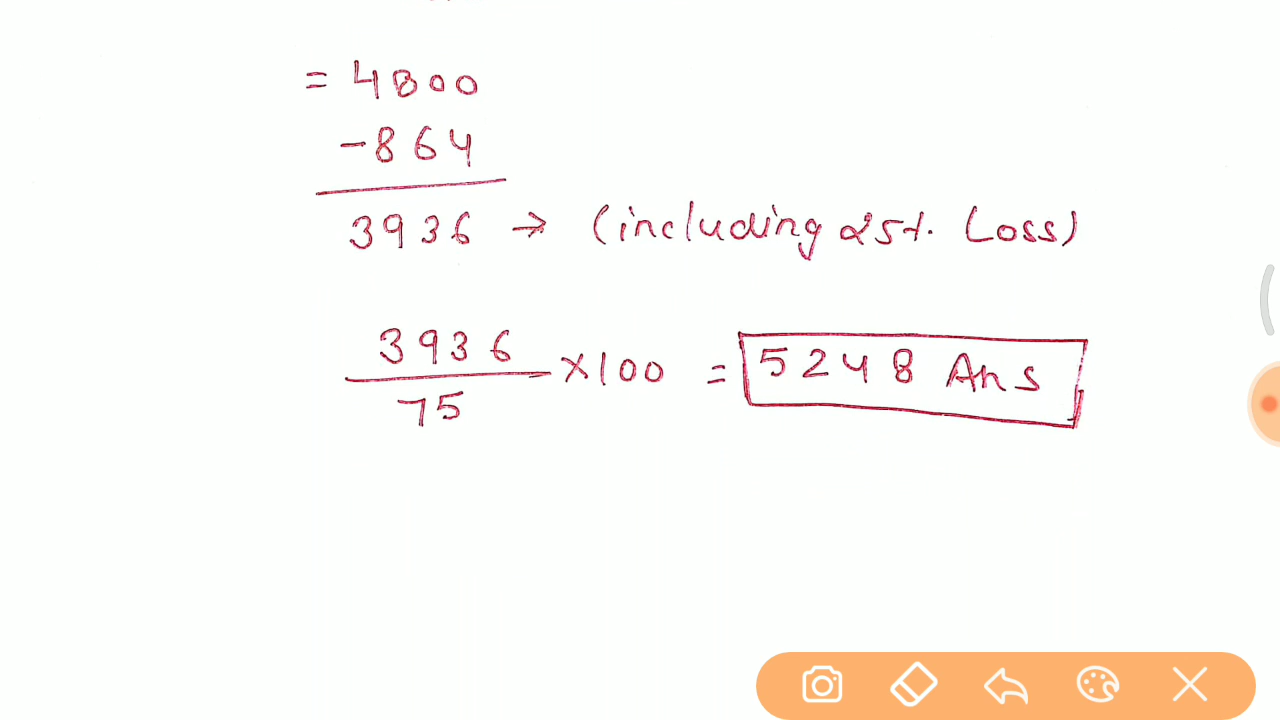 = 4800
-864
3936 → (including 25%. Loss)
3936
75 ×100 = 5248 Ans